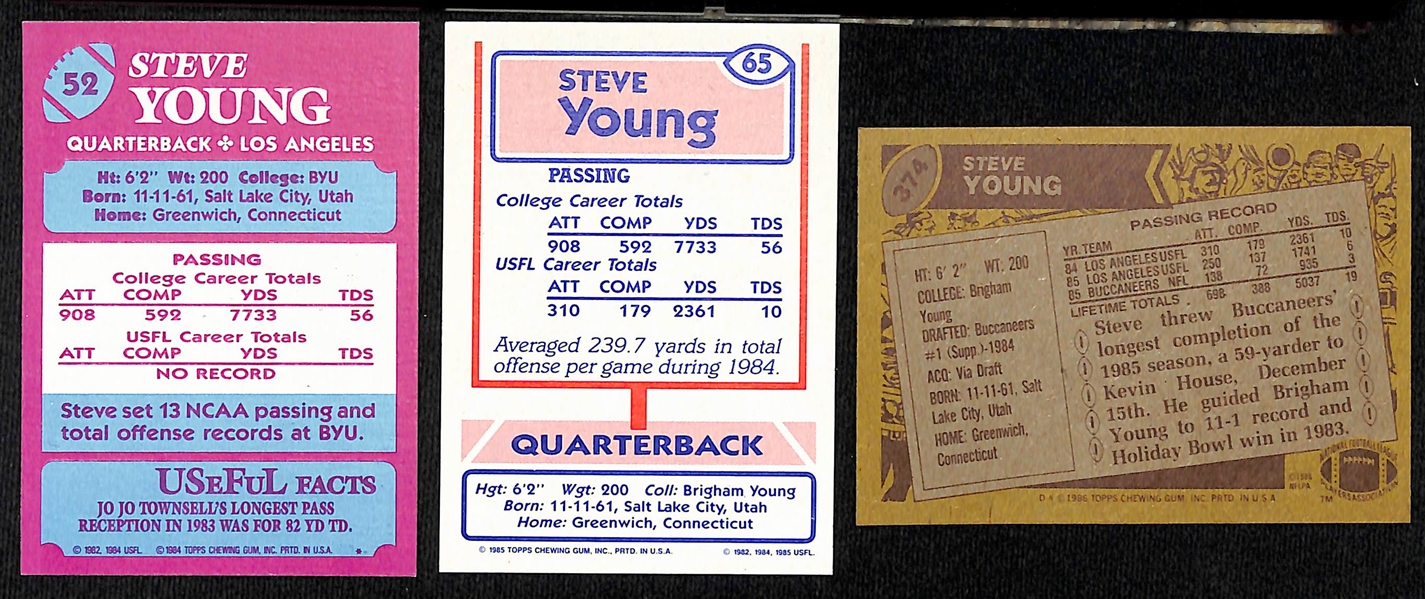 52
STEVE
YOUNG
QUARTERBACK ✤ LOS ANGELES
Ht: 6'2" Wt: 200 College: BYU
Born: 11-11-61, Salt Lake City, Utah
Home: Greenwich, Connecticut
PASSING
College Career Totals
ATT COMP YDS TDS
908 592 7733 56
USFL Career Totals
ATT COMP YDS TDS
NO RECORD
Steve set 13 NCAA passing and
total offense records at BYU.
USEFUL FACTS
JO JO TOWNSELL'S LONGEST PASS
RECEPTION IN 1983 WAS FOR 82 YD TD.
© 1982, 1984 USFL. © 1984 TOPPS CHEWING GUM, INC. PRTD. IN U.S.A. **
65
STEVE
Young
PASSING
College Career Totals
ATT COMP YDS TDS
908 592 7733 56
USFL Career Totals
ATT COMP YDS TDS
310 179 2361 10
Averaged 239.7 yards in total
offense per game during 1984.
QUARTERBACK
Hgt: 6'2" Wgt: 200 Coll: Brigham Young
Born: 11-11-61, Salt Lake City, Utah
Home: Greenwich, Connecticut
© 1985 TOPPS CHEWING GUM, INC., PRTD. IN U.S.A. © 1982, 1984, 1985 USFL.
374
STEVE
YOUNG
HT: 6' 2" WT. 200
COLLEGE: Brigham
Young
DRAFTED: Buccaneers
#1 (Supp.)-1984
ACQ: Via Draft
BORN: 11-11-61, Salt
Lake City, Utah
HOME: Greenwich,
Connecticut
PASSING RECORD
YR. TEAM ATT. COMP. YDS. TDS.
84 LOS ANGELES USFL 310 179 2361 10
85 LOS ANGELES USFL 250 137 1741 6
85 BUCCANEERS NFL 138 72 935 3
LIFETIME TOTALS 698 388 5037 19
Steve threw Buccaneers'
longest completion of the
1985 season, a 59-yarder to
Kevin House, December
15th. He guided Brigham
Young to 11-1 record and
Holiday Bowl win in 1983.
D* © 1986 TOPPS CHEWING GUM, INC. PRTD. IN U.S.A.
© 1986
NFLPA
NATIONAL FOOTBALL LEAGUE
PLAYERS ASSOCIATION
TM